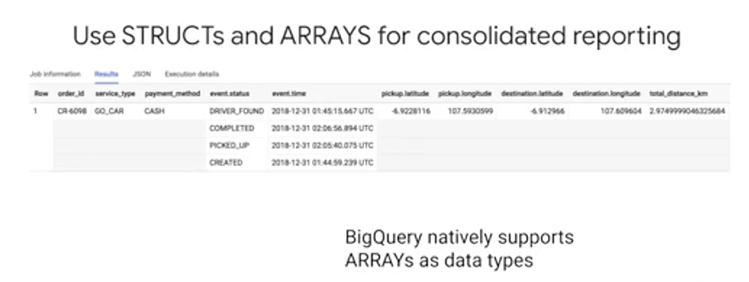 Use STRUCTs and ARRAYS for consolidated reporting
Job information Results JSON Execution details
Row order_id service_type payment_method event.status event.time pickup.latitude pickup.longitude destination.latitude destination.longitude total_distance_km
1 CR-6098 GO_CAR CASH DRIVER_FOUND 2018-12-31 01:45:15.667 UTC -6.9228116 107.5930599 -6.912966 107.609604 2.9749999046325684
COMPLETED 2018-12-31 02:06:56.894 UTC
PICKED_UP 2018-12-31 02:05:40.075 UTC
CREATED 2018-12-31 01:44:59.239 UTC
BigQuery natively supports
ARRAYs as data types